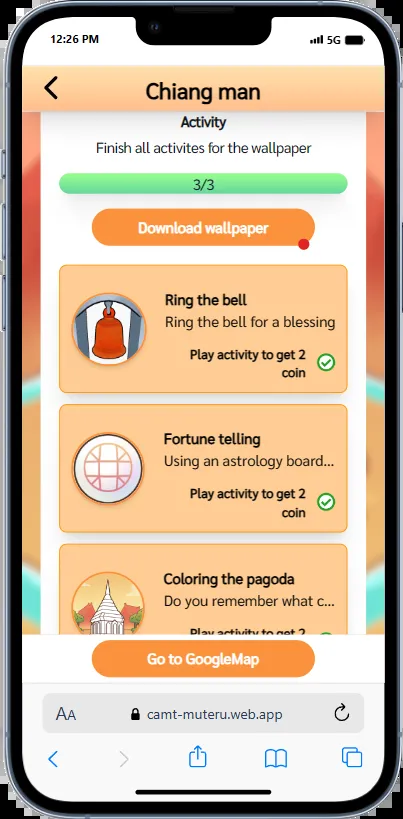 12:26 PM
5G
Chiang man
Activity
Finish all activites for the wallpaper
3/3
Download wallpaper
Ring the bell
Ring the bell for a blessing
Play activity to get 2
coin
Fortune telling
Using an astrology board...
Play activity to get 2
coin
Coloring the pagoda
Do you remember what c...
Play activity to get 2
Go to GoogleMap
AA
camt-muteru.web.app